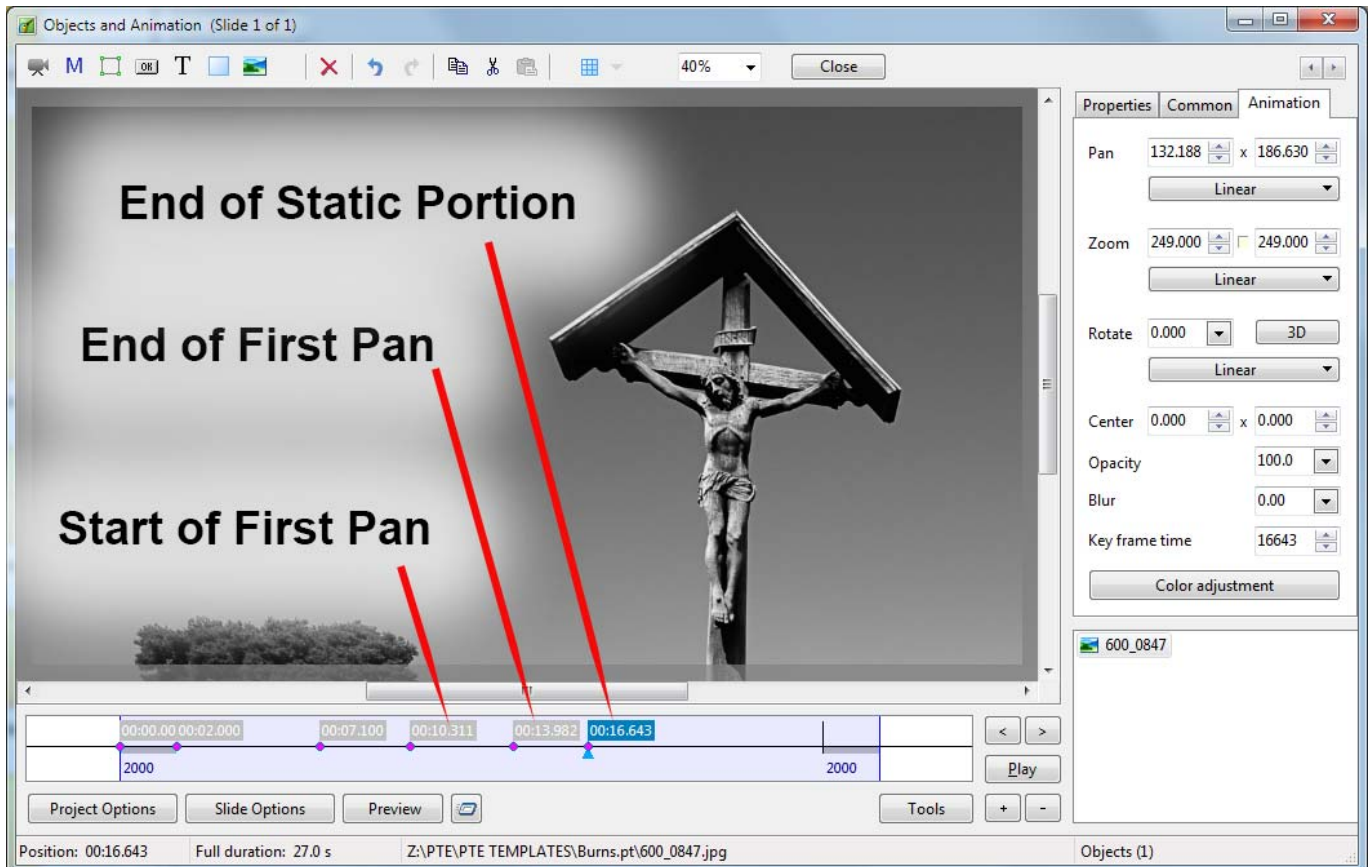 Objects and Animation (Slide 1 of 1)
M OK T 40% Close
Properties Common Animation
Pan 132.188 x 186.630
Linear
Zoom 249.000 249.000
Linear
Rotate 0.000 3D
Linear
Center 0.000 x 0.000
Opacity 100.0
Blur 0.00
Key frame time 16643
Color adjustment
600_0847
End of Static Portion
End of First Pan
Start of First Pan
00:00.00 00:02.000 00:07.100 00:10.311 00:13.982 00:16.643
2000 2000
< >
Play
Project Options Slide Options Preview Tools + -
Position: 00:16.643 Full duration: 27.0 s Z:\PTE\PTE TEMPLATES\Burns.pt\600_0847.jpg Objects (1)